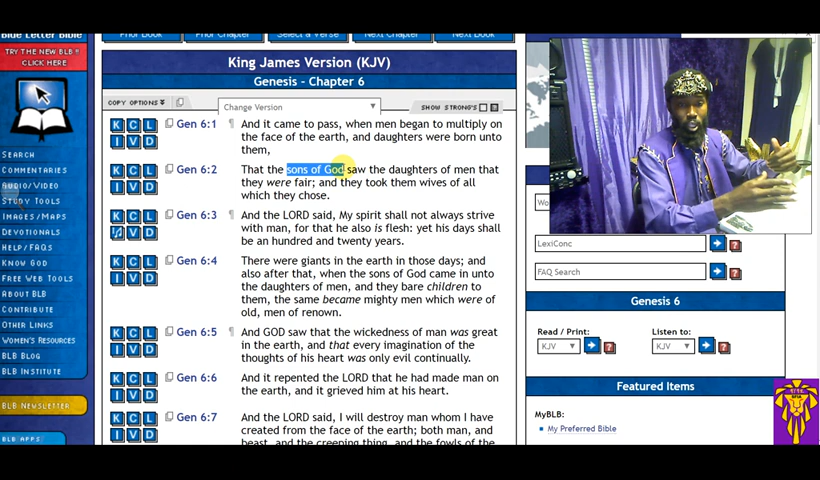 Blue Letter Bible
Prior Book
Prior Chapter
Select a Verse
Next Chapter
Next Book
TRY THE NEW BLB !!
CLICK HERE
SEARCH
COMMENTARIES
AUDIO/VIDEO
STUDY TOOLS
IMAGES/MAPS
DEVOTIONALS
HELP/FAQS
KNOW GOD
FREE WEB TOOLS
ABOUT BLB
CONTRIBUTE
OTHER LINKS
WOMEN'S RESOURCES
BLB BLOG
BLB INSTITUTE
BLB NEWSLETTER
BLB APPS
King James Version (KJV)
Genesis - Chapter 6
COPY OPTIONS
Change Version
SHOW STRONG'S
K C L
I V D
Gen 6:1
¶ And it came to pass, when men began to multiply on
the face of the earth, and daughters were born unto
them,
K C L
I V D
Gen 6:2
That the sons of God saw the daughters of men that
they were fair; and they took them wives of all
which they chose.
K C L
V D
Gen 6:3
¶ And the LORD said, My spirit shall not always strive
with man, for that he also is flesh: yet his days shall
be an hundred and twenty years.
K C L
I V D
Gen 6:4
There were giants in the earth in those days; and
also after that, when the sons of God came in unto
the daughters of men, and they bare children to
them, the same became mighty men which were of
old, men of renown.
K C L
I V D
Gen 6:5
¶ And GOD saw that the wickedness of man was great
in the earth, and that every imagination of the
thoughts of his heart was only evil continually.
K C L
I V D
Gen 6:6
And it repented the LORD that he had made man on
the earth, and it grieved him at his heart.
K C L
I V D
Gen 6:7
And the LORD said, I will destroy man whom I have
created from the face of the earth; both man, and
beast, and the creeping thing, and the fowls of the
Wo
LexiConc
?
FAQ Search
?
Genesis 6
Read / Print:
Listen to:
KJV
?
KJV
?
Featured Items
MyBLB:
My Preferred Bible